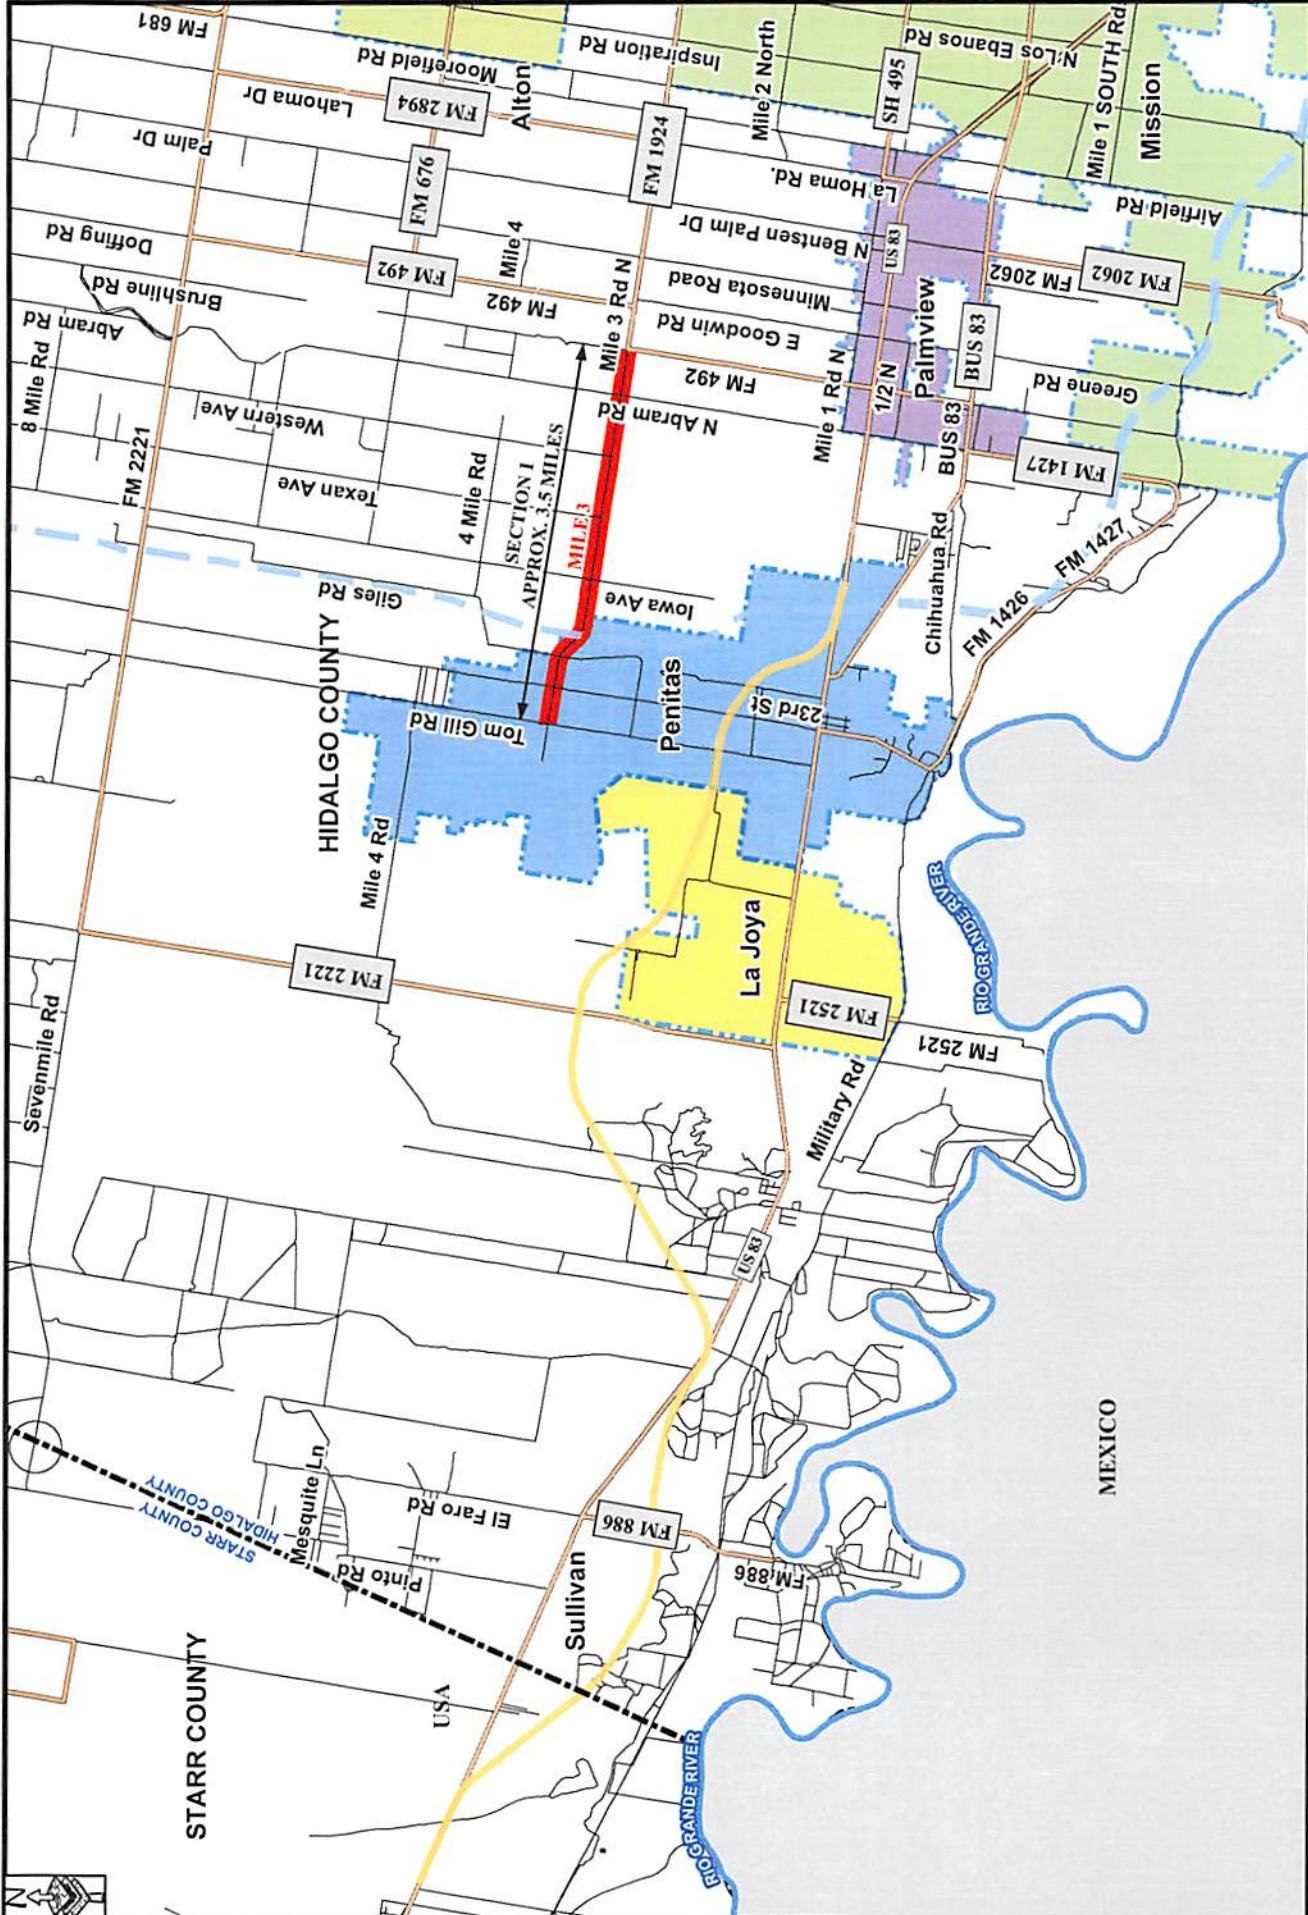 FM 681
Moorefield Rd
Inspiration Rd
Mile 2 North
SH 495
N Los Ebanos Rd
Mile 1 SOUTH Rd
Mission
Alton
FM 2894
Lahoma Dr
Palm Dr
FM 676
FM 1924
La Homa Rd.
N Bentsen Palm Dr
US 83
Airfield Rd
Doffing Rd
FM 492
Mile 4
FM 492
Mile 3 Rd N
Minnesota Road
E Goodwin Rd
Palmview
FM 2062
FM 2062
BUS 83
Greene Rd
Brushline Rd
Abram Rd
8 Mile Rd
Western Ave
Texan Ave
FM 2221
4 Mile Rd
SECTION 1
APPROX. 3.5 MILES
MILE 3
N Abram Rd
FM 492
Mile 1 Rd N
1/2 N
BUS 83
FM 1427
FM 1427
FM 1426
Chihuahua Rd
Giles Rd
Iowa Ave
HIDALGO COUNTY
Tom Gill Rd
Penitas
23rd St
Mile 4 Rd
FM 2221
La Joya
FM 2521
FM 2521
RIO GRANDE RIVER
Sevenmile Rd
Military Rd
US 83
MEXICO
HIDALGO COUNTY
STARR COUNTY
Mesquite Ln
El Faro Rd
Pinto Rd
FM 886
FM 886
Sullivan
STARR COUNTY
USA
RIO GRANDE RIVER
N